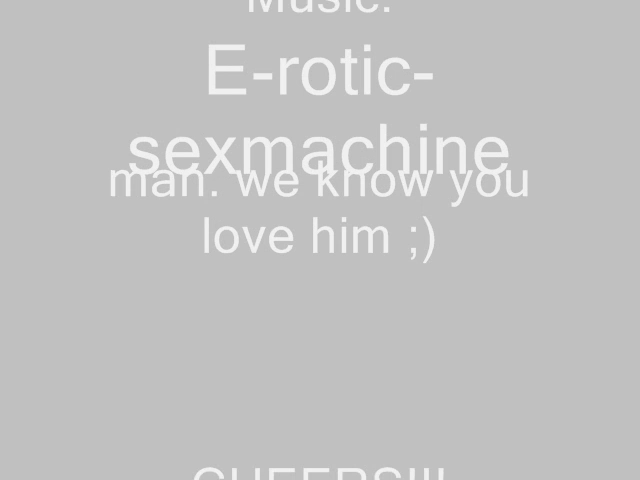 Music:
E-rotic-
sexmachine
man. we know you
love him ;)
CHEERS!!!